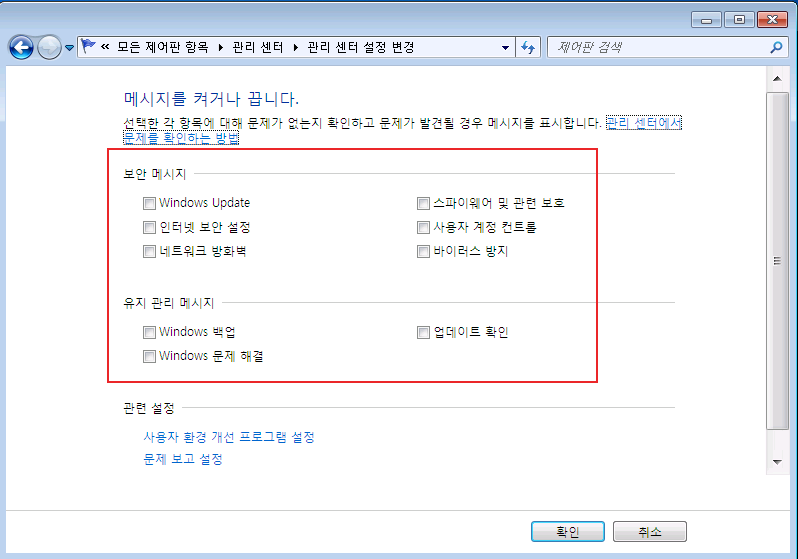 « 모든 제어판 항목 ▸ 관리 센터 ▸ 관리 센터 설정 변경
제어판 검색
메시지를 켜거나 끕니다.
선택한 각 항목에 대해 문제가 없는지 확인하고 문제가 발견될 경우 메시지를 표시합니다. 관리 센터에서
문제를 확인하는 방법
보안 메시지
Windows Update
스파이웨어 및 관련 보호
인터넷 보안 설정
사용자 계정 컨트롤
네트워크 방화벽
바이러스 방지
유지 관리 메시지
Windows 백업
업데이트 확인
Windows 문제 해결
관련 설정
사용자 환경 개선 프로그램 설정
문제 보고 설정
확인
취소